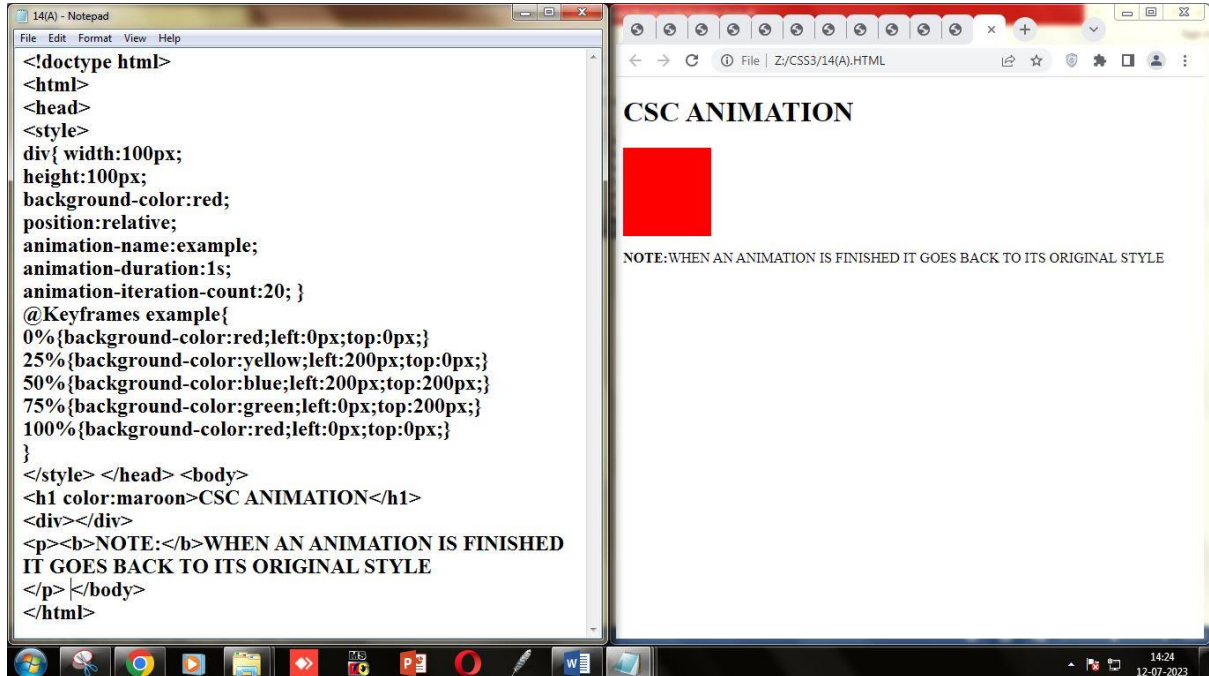 14(A) - Notepad
File Edit Format View Help
<!doctype html>
<html>
<head>
<style>
div{ width:100px;
height:100px;
background-color:red;
position:relative;
animation-name:example;
animation-duration:1s;
animation-iteration-count:20; }
@Keyframes example{
0%{background-color:red;left:0px;top:0px;}
25%{background-color:yellow;left:200px;top:0px;}
50%{background-color:blue;left:200px;top:200px;}
75%{background-color:green;left:0px;top:200px;}
100%{background-color:red;left:0px;top:0px;}
}
</style> </head> <body>
<h1 color:maroon>CSC ANIMATION</h1>
<div></div>
<p><b>NOTE:</b>WHEN AN ANIMATION IS FINISHED
IT GOES BACK TO ITS ORIGINAL STYLE
</p> </body>
</html>
File Z:/CSS3/14(A).HTML
CSC ANIMATION
NOTE:WHEN AN ANIMATION IS FINISHED IT GOES BACK TO ITS ORIGINAL STYLE
MS
14:24
12-07-2023